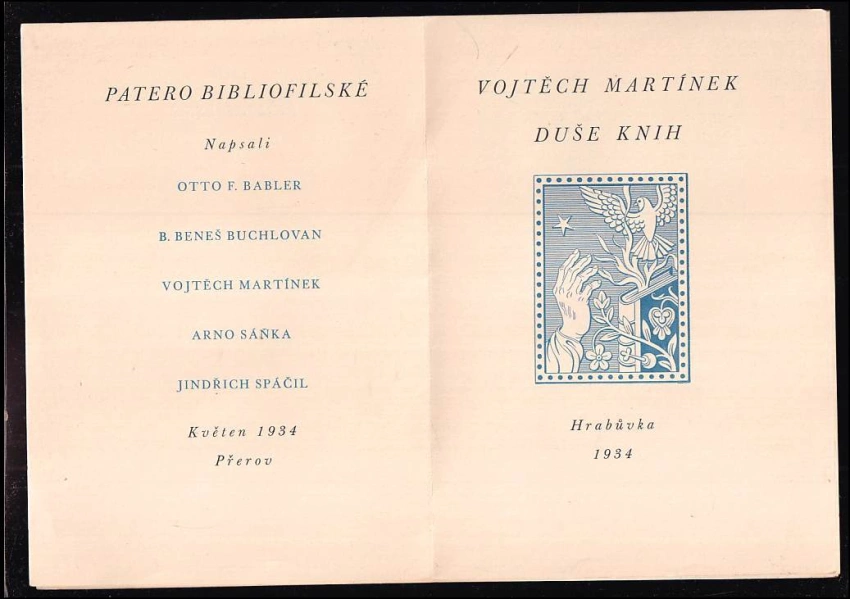 PATERO BIBLIOFILSKÉ
Napsali
OTTO F. BABLER
B. BENEŠ BUCHLOVAN
VOJTĚCH MARTÍNEK
ARNO SÁŇKA
JINDŘICH SPÁČIL
Květen 1934
Přerov
VOJTĚCH MARTÍNEK
DUŠE KNIH
Hrabůvka
1934